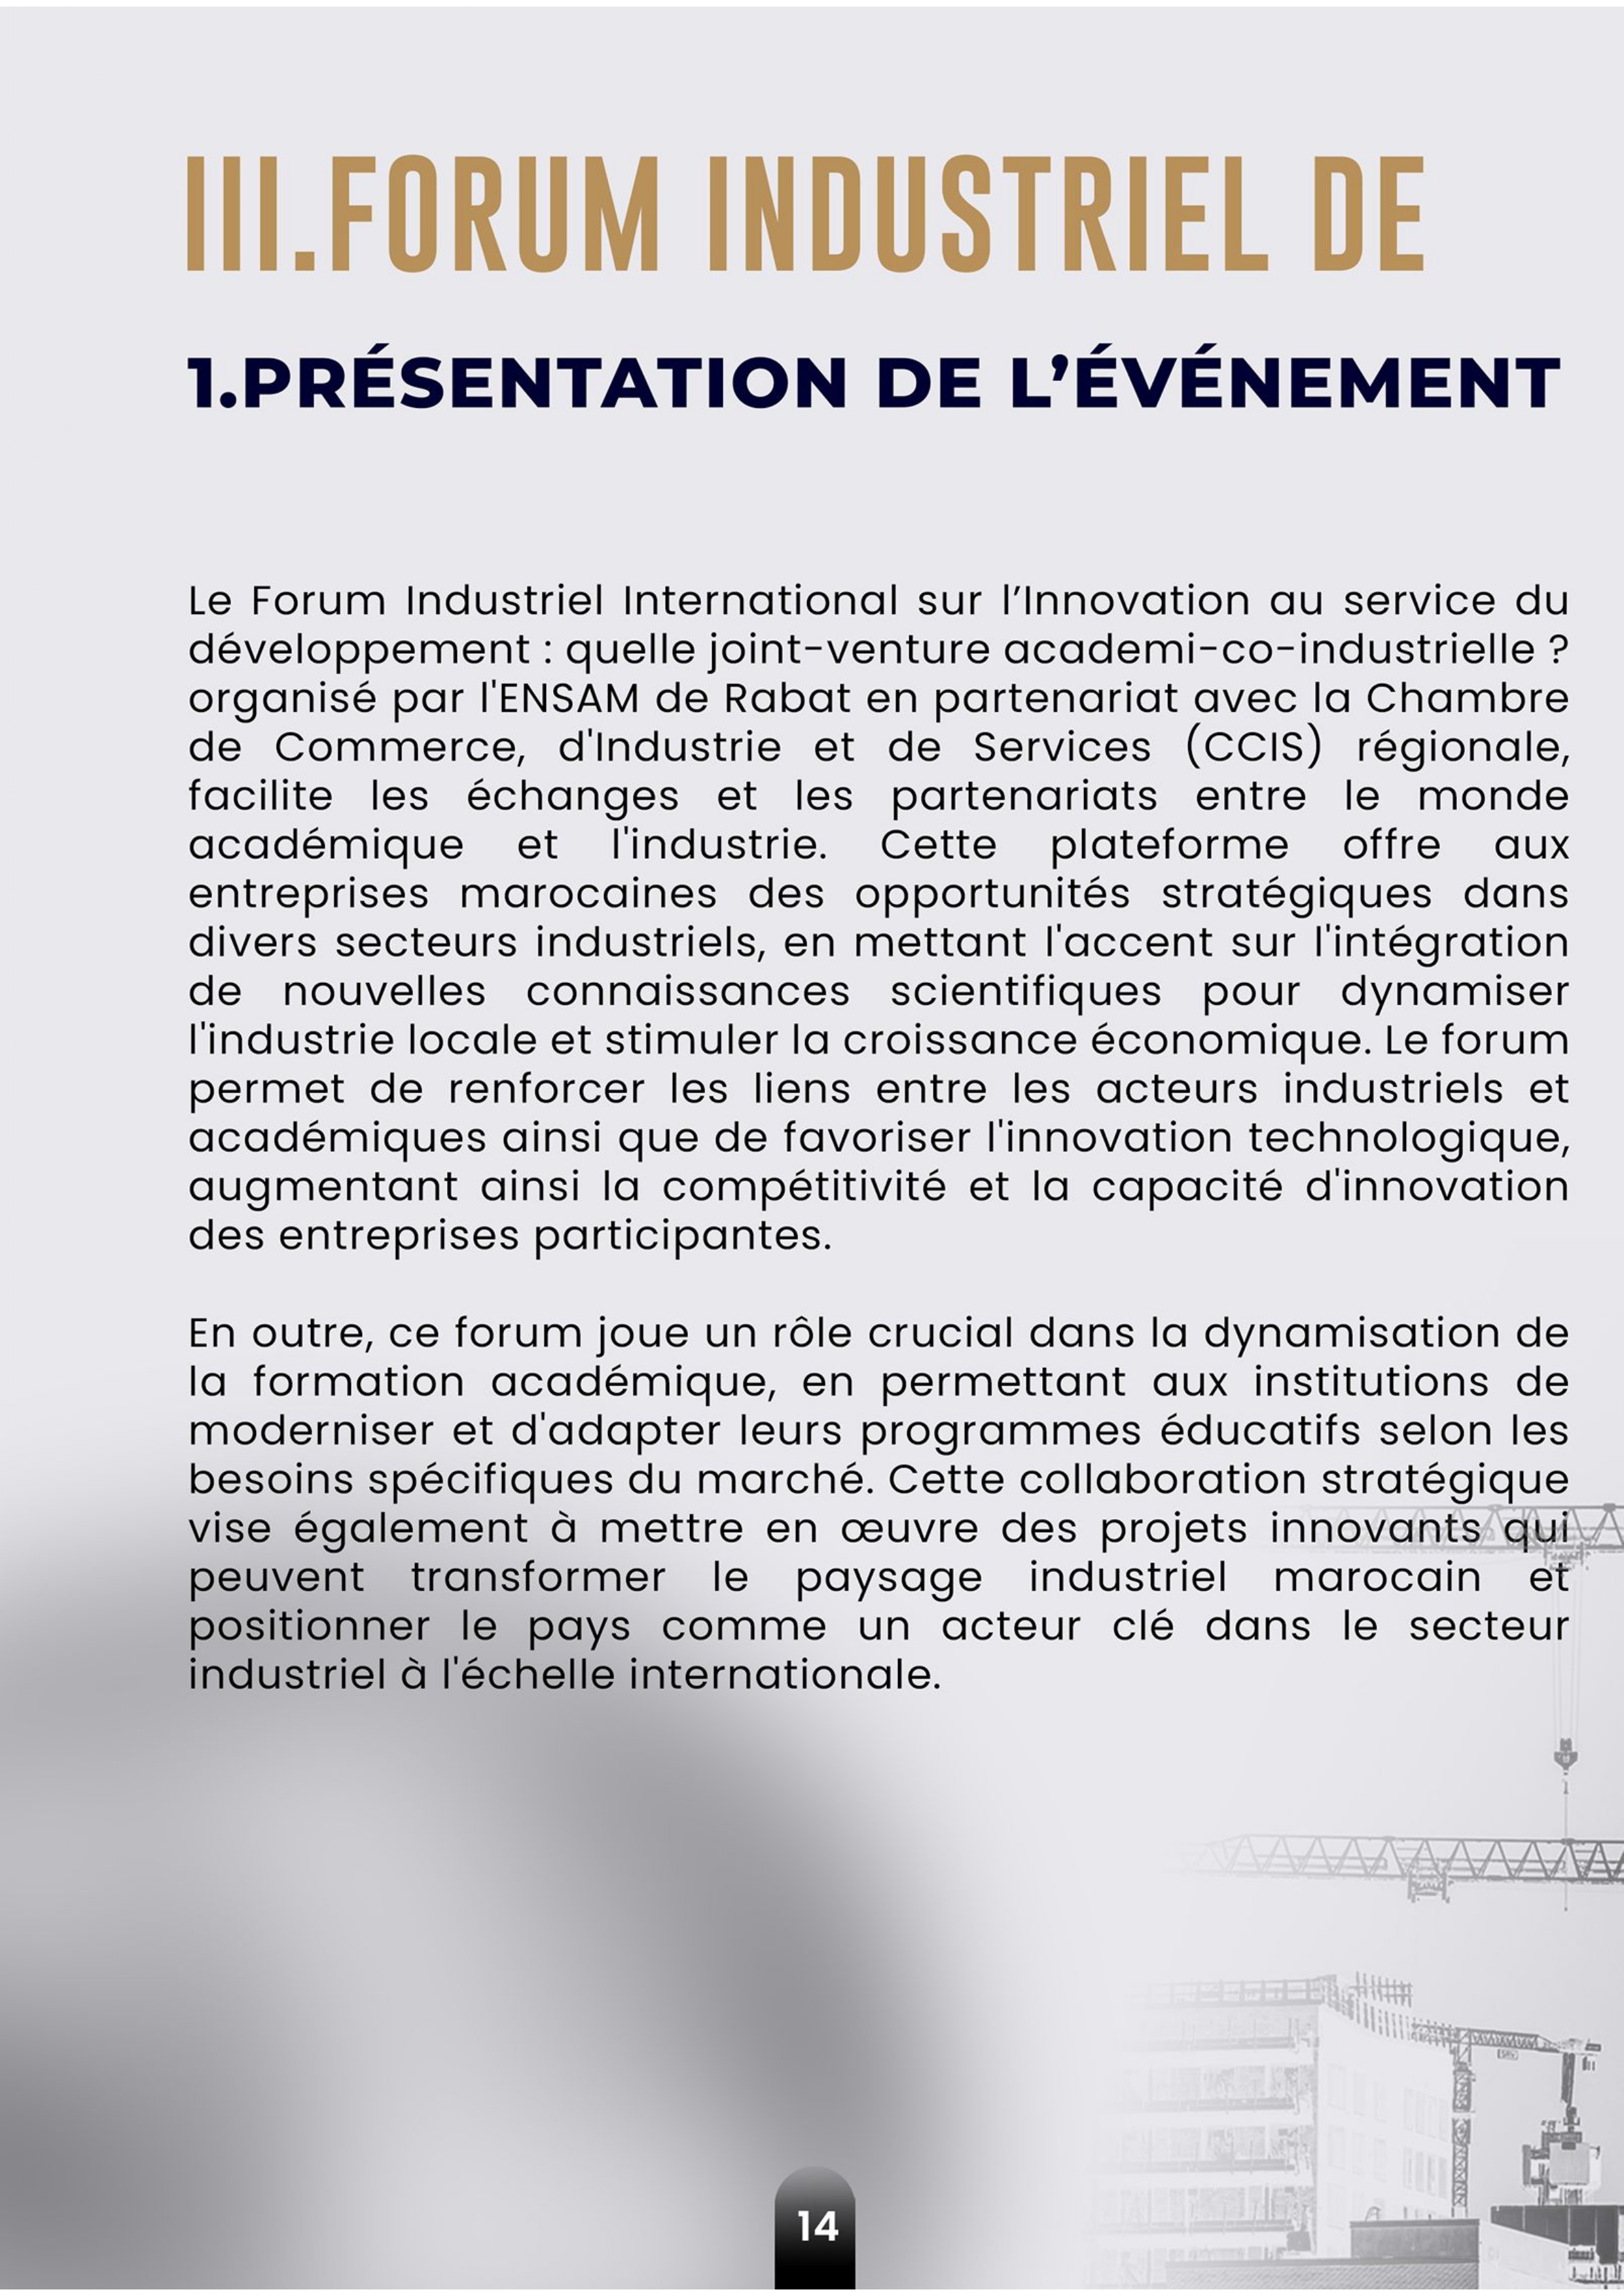 III.FORUM INDUSTRIEL DE
1.PRÉSENTATION DE L’ÉVÉNEMENT
Le Forum Industriel International sur l’Innovation au service du
développement : quelle joint-venture academi-co-industrielle ?
organisé par l'ENSAM de Rabat en partenariat avec la Chambre
de Commerce, d'Industrie et de Services (CCIS) régionale,
facilite les échanges et les partenariats entre le monde
académique et l'industrie. Cette plateforme offre aux
entreprises marocaines des opportunités stratégiques dans
divers secteurs industriels, en mettant l'accent sur l'intégration
de nouvelles connaissances scientifiques pour dynamiser
l'industrie locale et stimuler la croissance économique. Le forum
permet de renforcer les liens entre les acteurs industriels et
académiques ainsi que de favoriser l'innovation technologique,
augmentant ainsi la compétitivité et la capacité d'innovation
des entreprises participantes.
En outre, ce forum joue un rôle crucial dans la dynamisation de
la formation académique, en permettant aux institutions de
moderniser et d'adapter leurs programmes éducatifs selon les
besoins spécifiques du marché. Cette collaboration stratégique
vise également à mettre en œuvre des projets innovants qui
peuvent transformer le paysage industriel marocain et
positionner le pays comme un acteur clé dans le secteur
industriel à l'échelle internationale.
14